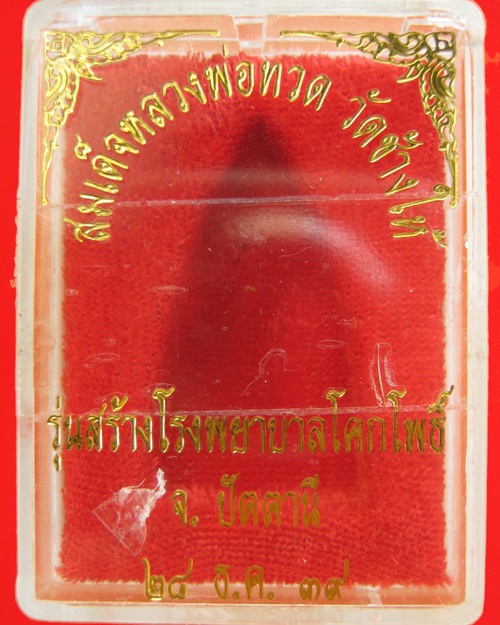 สมเด็จหลวงพ่อทวด วัดช้างให้
รุ่นสร้างโรงพยาบาลโคกโพธิ์
จ. ปัตตานี
๒๘ ธ.ค. ๓๙